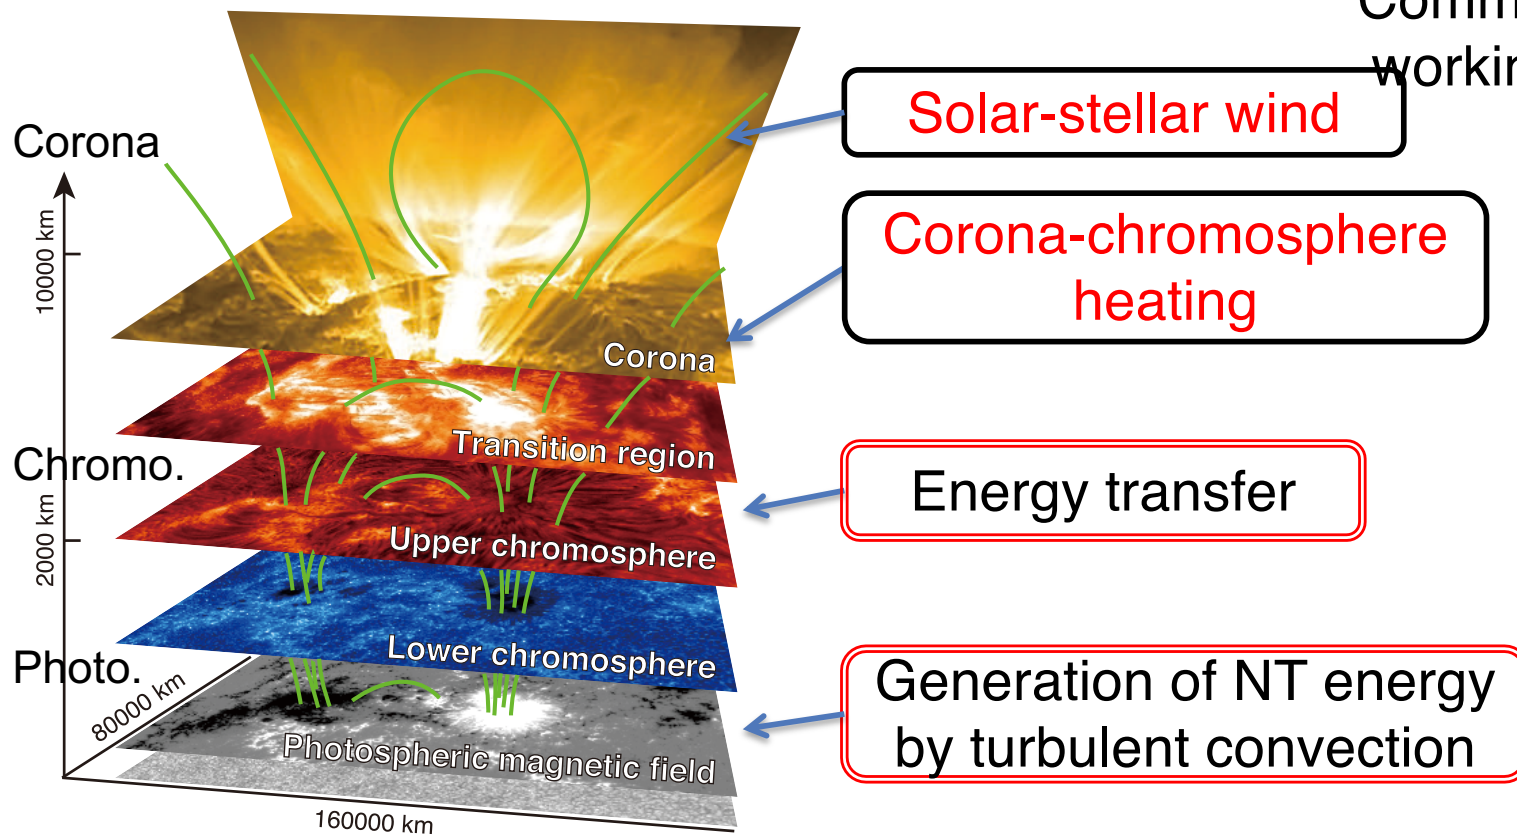 Corona
10000 km
Chromo.
2000 km
Photo.
80000 km
160000 km
Corona
Transition region
Upper chromosphere
Lower chromosphere
Photospheric magnetic field
Solar-stellar wind
Corona-chromosphere
heating
Energy transfer
Generation of NT energy
by turbulent convection